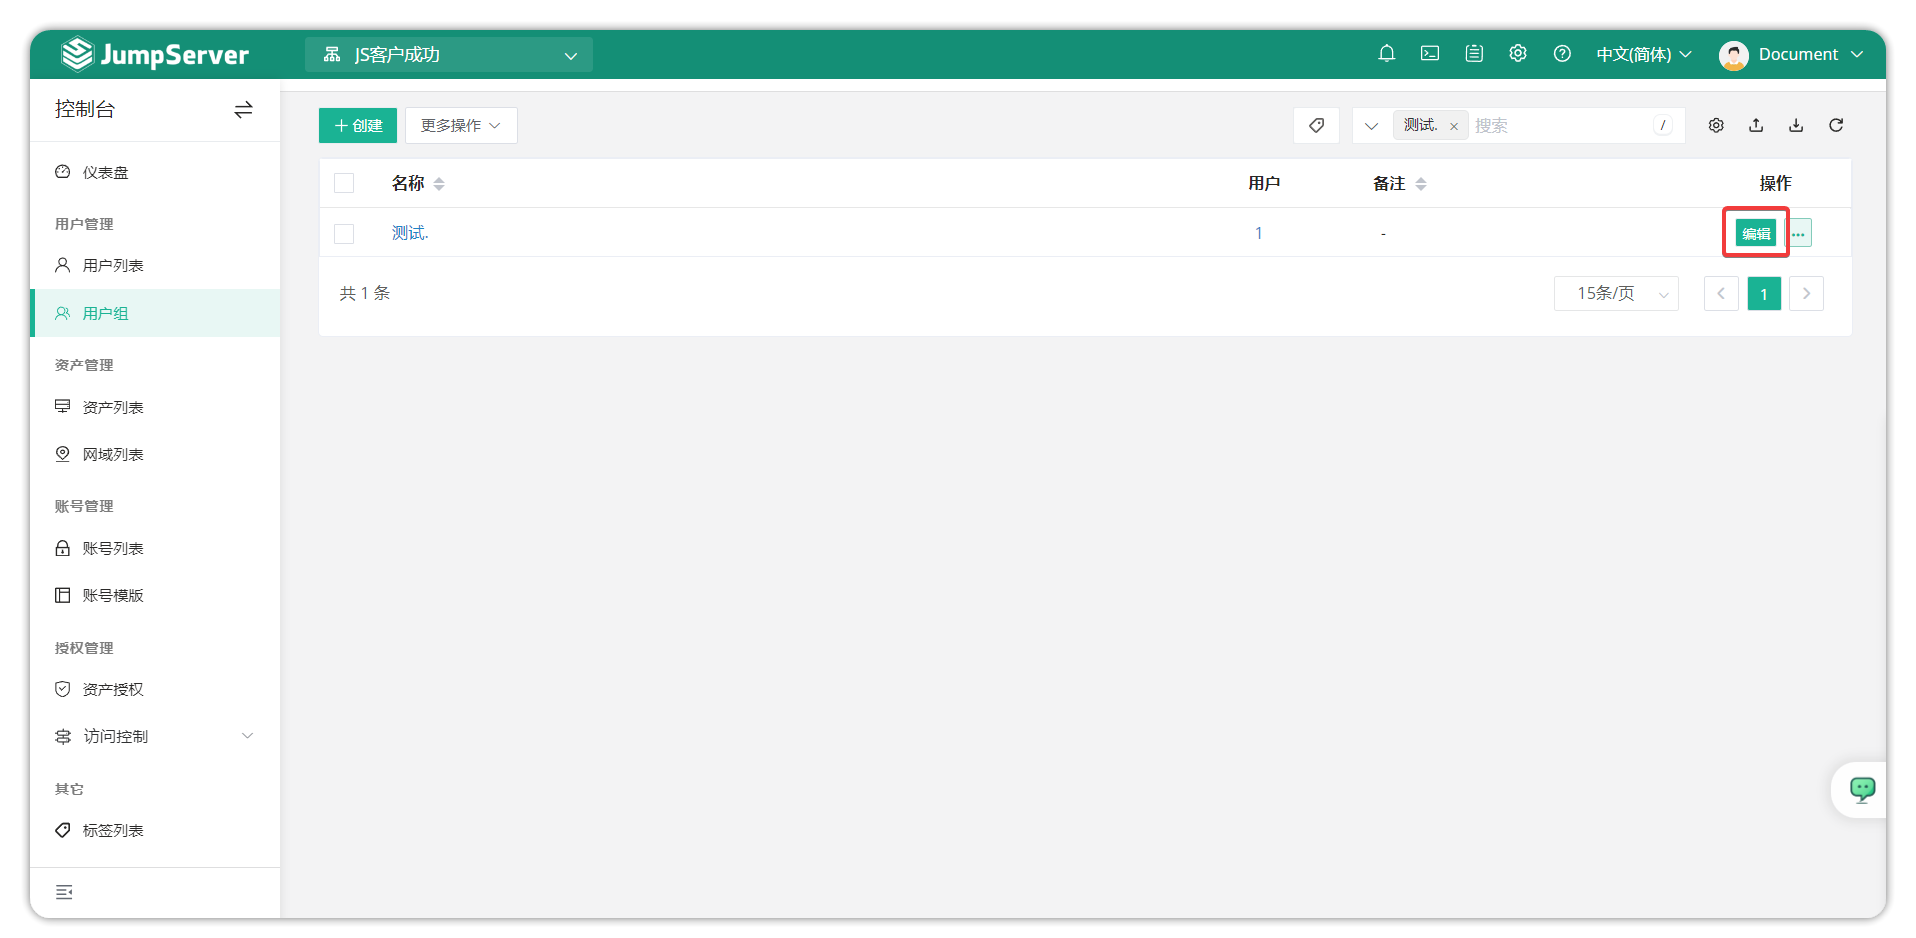 JumpServer
JS客户成功
中文(简体)
Document
控制台
仪表盘
用户管理
用户列表
用户组
资产管理
资产列表
网域列表
账号管理
账号列表
账号模版
授权管理
资产授权
访问控制
其它
标签列表
创建
更多操作
测试. ×
搜索
/
名称
用户
备注
操作
测试.
1
-
编辑
...
共 1 条
15条/页
1